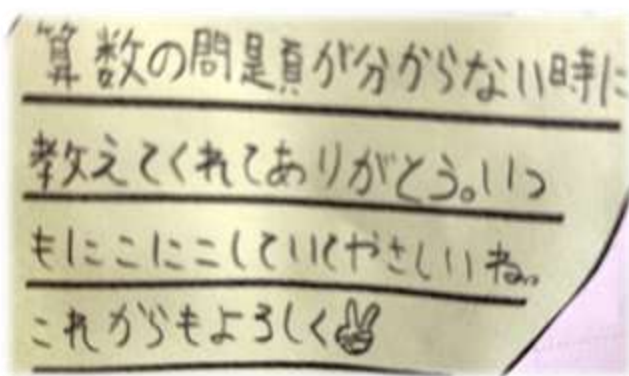 算数の問題が分からない時に
教えてくれてありがとう。いつ
もにこにこしていてやさしいね。
これからもよろしく✌